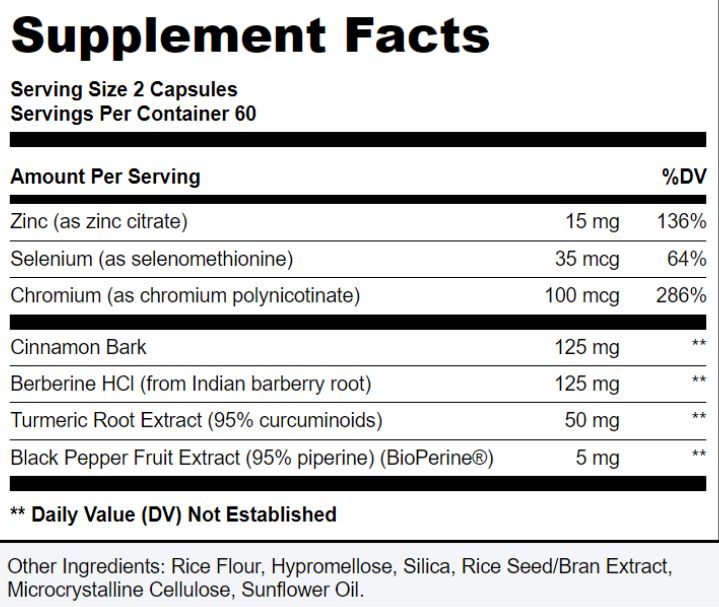 Supplement Facts
Serving Size 2 Capsules
Servings Per Container 60
Amount Per Serving %DV
Zinc (as zinc citrate) 15 mg 136%
Selenium (as selenomethionine) 35 mcg 64%
Chromium (as chromium polynicotinate) 100 mcg 286%
Cinnamon Bark 125 mg **
Berberine HCl (from Indian barberry root) 125 mg **
Turmeric Root Extract (95% curcuminoids) 50 mg **
Black Pepper Fruit Extract (95% piperine) (BioPerine®) 5 mg **
** Daily Value (DV) Not Established
Other Ingredients: Rice Flour, Hypromellose, Silica, Rice Seed/Bran Extract,
Microcrystalline Cellulose, Sunflower Oil.